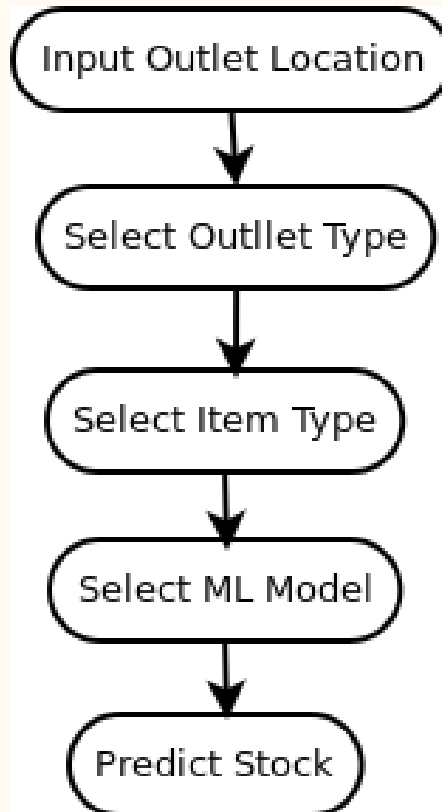 Input Outlet Location
Select Outllet Type
Select Item Type
Select ML Model
Predict Stock